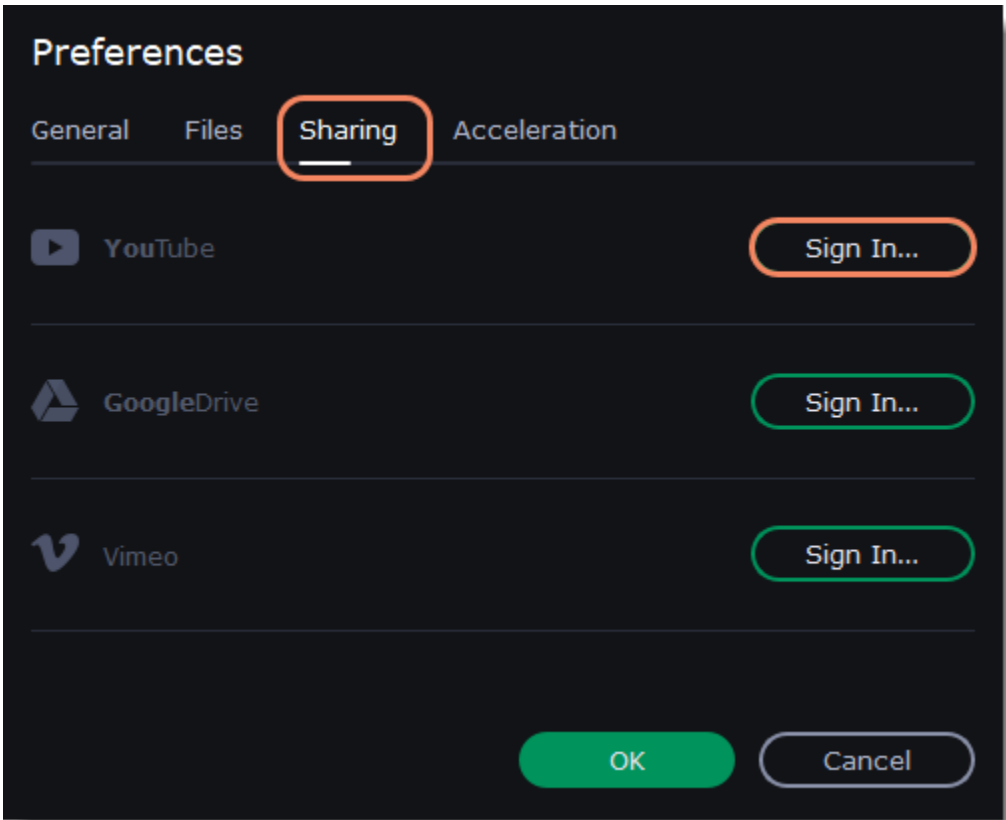 Preferences
General Files Sharing Acceleration
YouTube Sign In...
GoogleDrive Sign In...
Vimeo Sign In...
OK Cancel